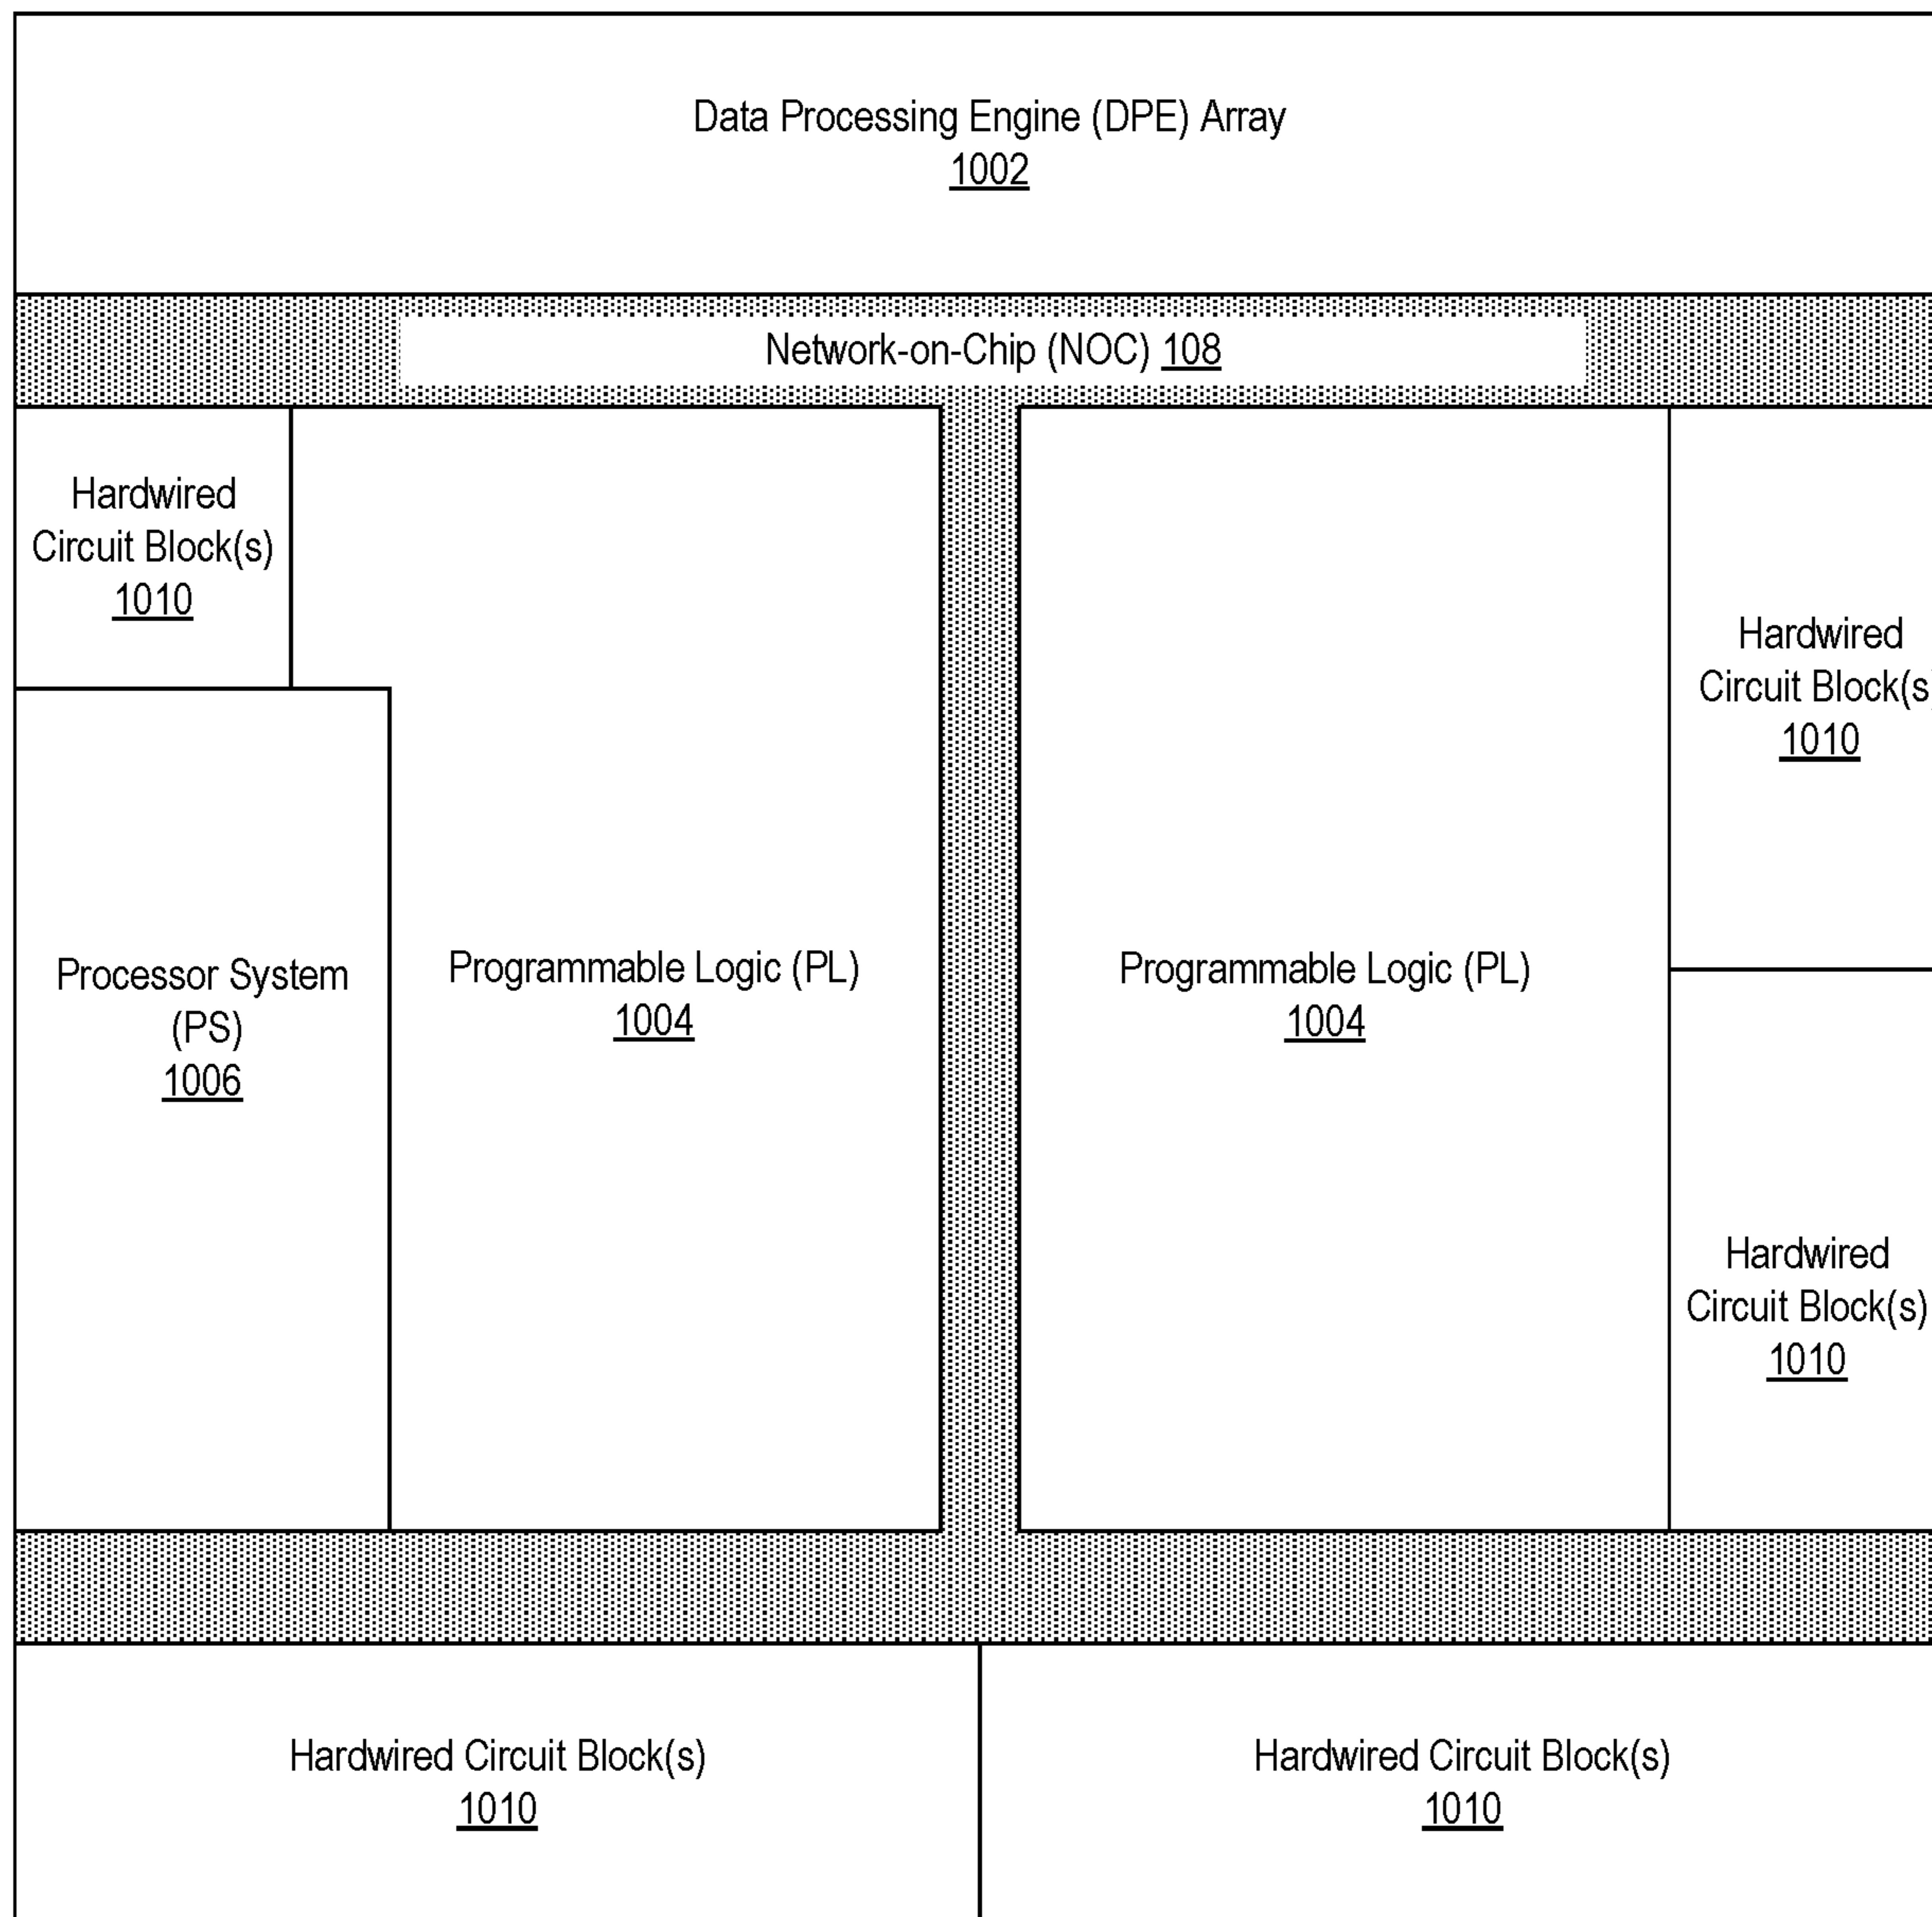 Data Processing Engine (DPE) Array
1002
Network-on-Chip (NOC) 108
Hardwired
Circuit Block(s)
1010
Hardwired
Circuit Block(s)
1010
Processor System
(PS)
1006
Programmable Logic (PL)
1004
Programmable Logic (PL)
1004
Hardwired
Circuit Block(s)
1010
Hardwired Circuit Block(s)
1010
Hardwired Circuit Block(s)
1010